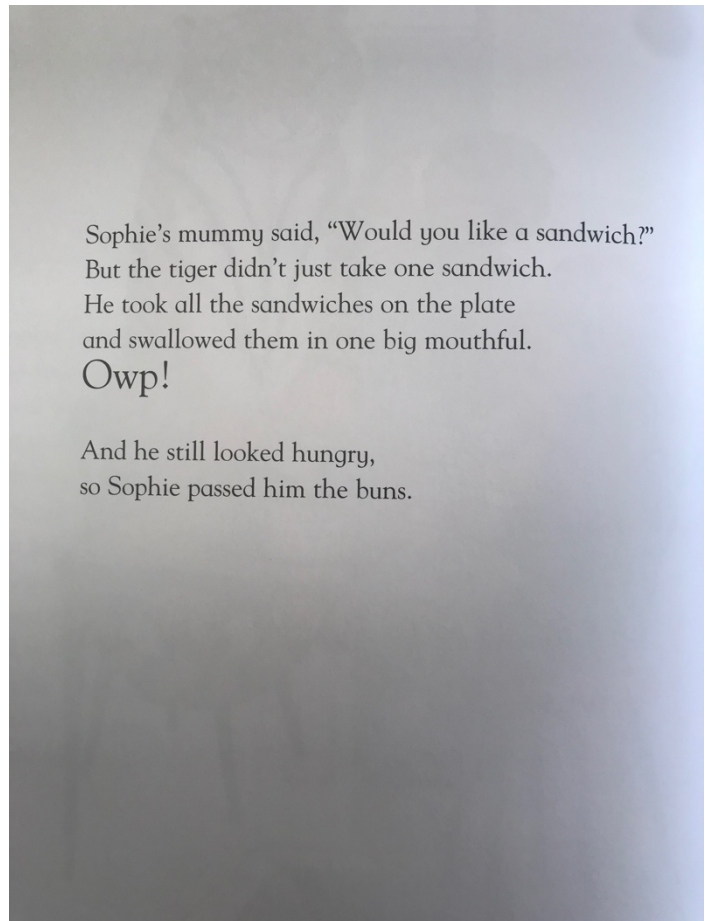 Sophie’s mummy said, “Would you like a sandwich?”
But the tiger didn’t just take one sandwich.
He took all the sandwiches on the plate
and swallowed them in one big mouthful.
Owp!
And he still looked hungry,
so Sophie passed him the buns.